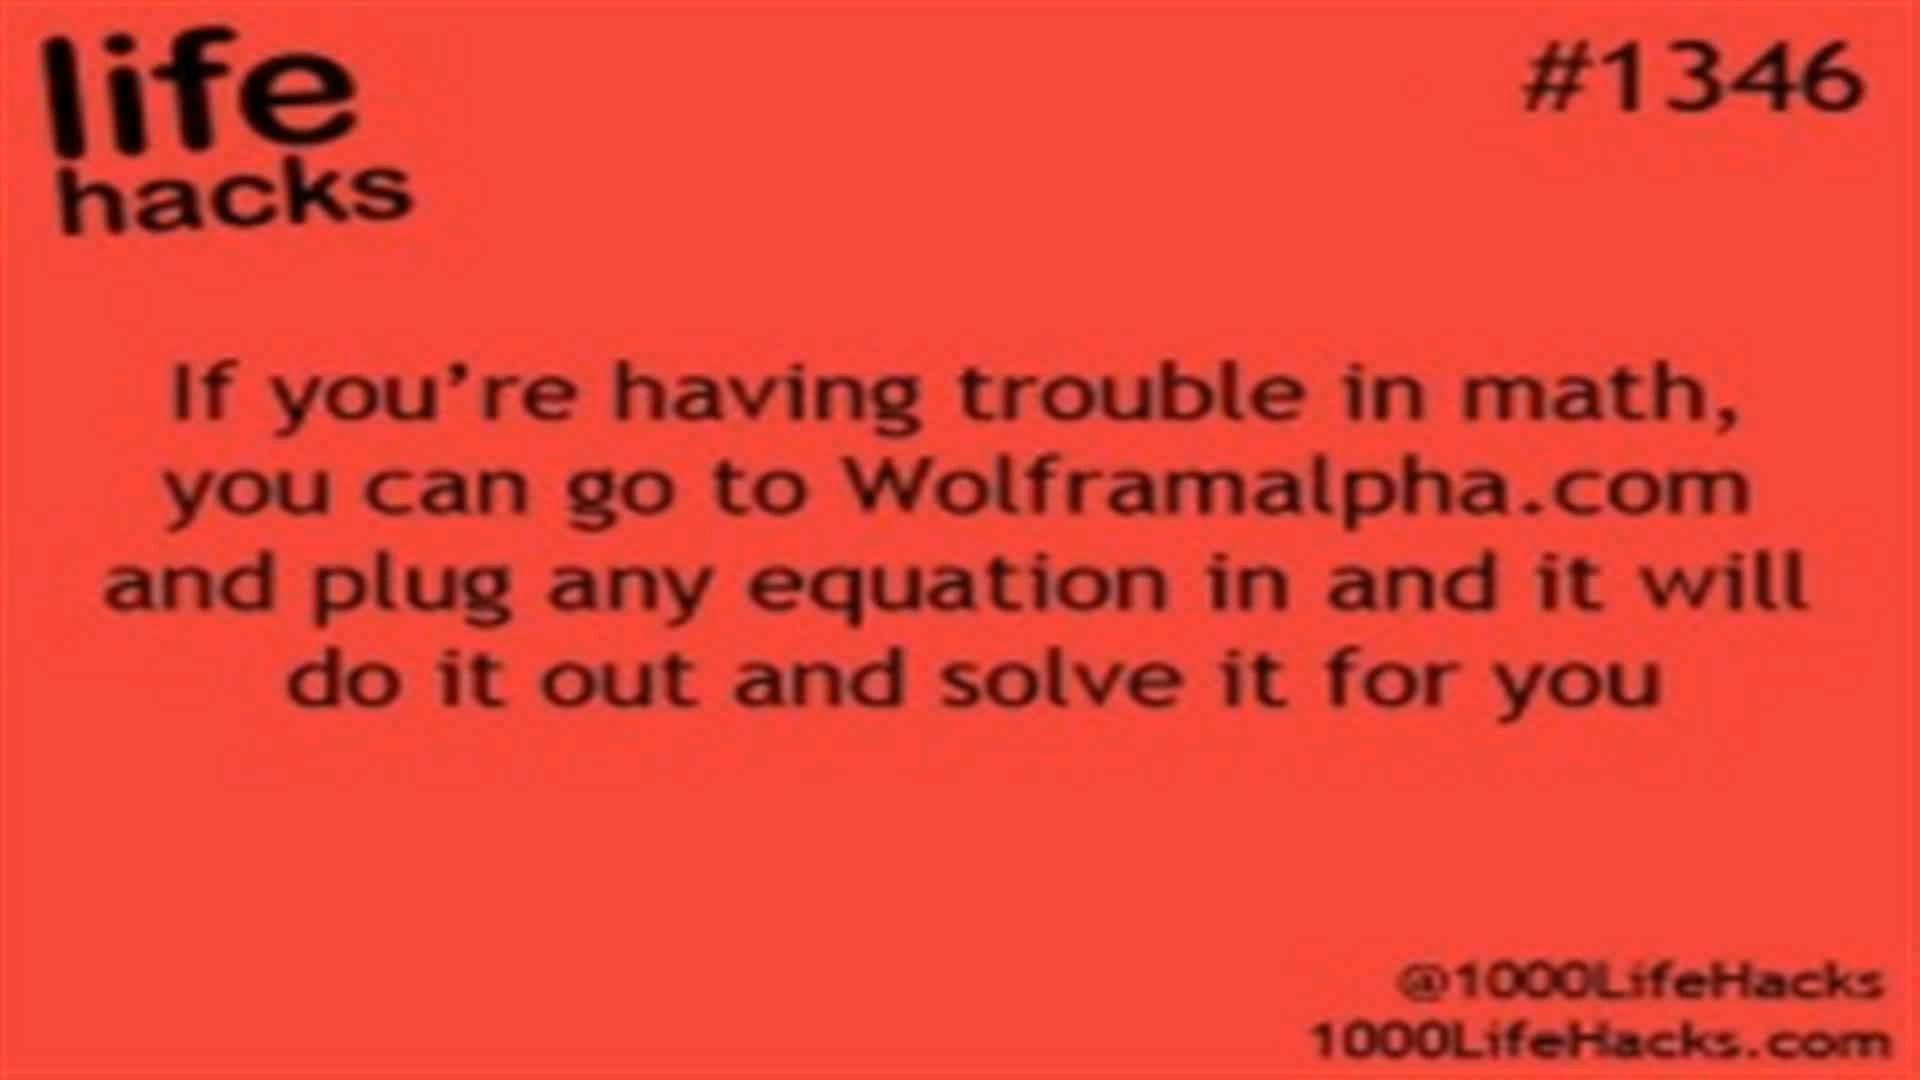 life
hacks
#1346
If you're having trouble in math,
you can go to Wolframalpha.com
and plug any equation in and it will
do it out and solve it for you
@1000LifeHacks
1000LifeHacks.com